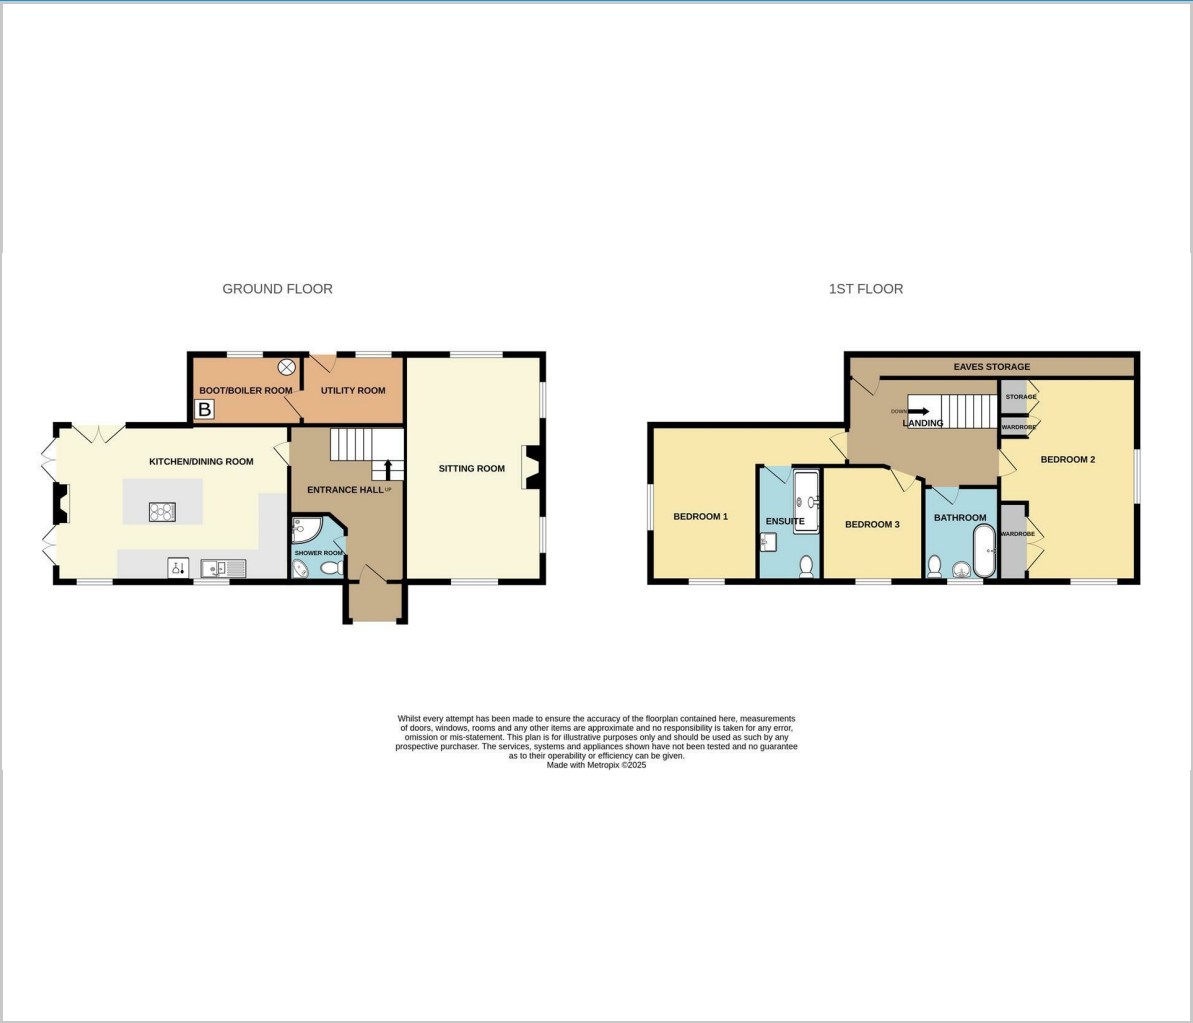 GROUND FLOOR
BOOT/BOILER ROOM
UTILITY ROOM
B
KITCHEN/DINING ROOM
SITTING ROOM
ENTRANCE HALL
UP
SHOWER ROOM
1ST FLOOR
EAVES STORAGE
STORAGE
DOWN
LANDING
WARDROBE
BEDROOM 2
BEDROOM 1
ENSUITE
BEDROOM 3
BATHROOM
WARDROBE
Whilst every attempt has been made to ensure the accuracy of the floorplan contained here, measurements
of doors, windows, rooms and any other items are approximate and no responsibility is taken for any error,
omission or mis-statement. This plan is for illustrative purposes only and should be used as such by any
prospective purchaser. The services, systems and appliances shown have not been tested and no guarantee
as to their operability or efficiency can be given.
Made with Metropix ©2025